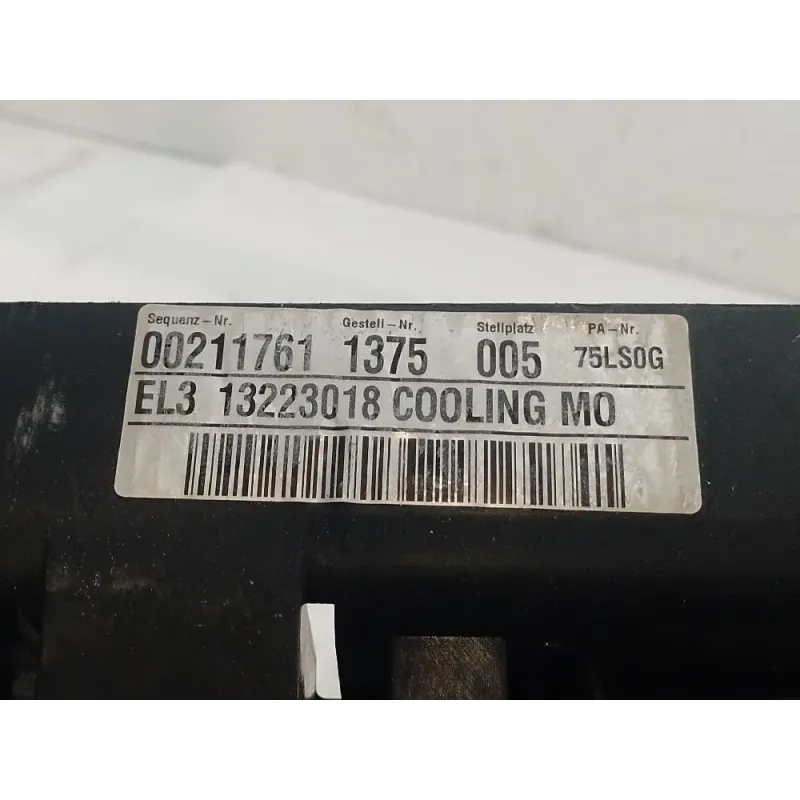 Sequenz-Nr. Gestell-Nr. Stellplatz PA-Nr.
00211761 1375 005 75LS0G
EL3 13223018 COOLING MO